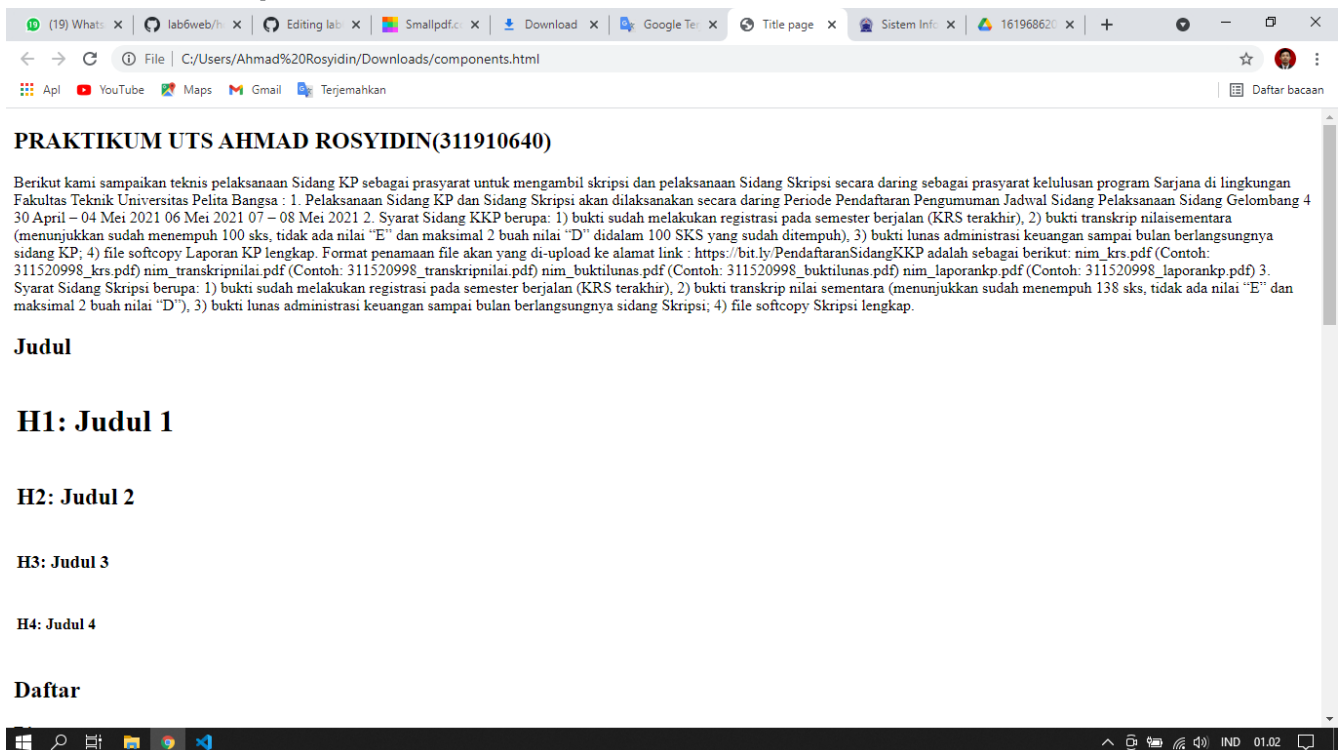 (19) Whats
lab6web/h
Editing lab
Smallpdf.c
Download
Google Ter
Title page
Sistem Info
161968620
File
C:/Users/Ahmad%20Rosyidin/Downloads/components.html
Apl
YouTube
Maps
Gmail
Terjemahkan
Daftar bacaan
PRAKTIKUM UTS AHMAD ROSYIDIN(311910640)
Berikut kami sampaikan teknis pelaksanaan Sidang KP sebagai prasyarat untuk mengambil skripsi dan pelaksanaan Sidang Skripsi secara daring sebagai prasyarat kelulusan program Sarjana di lingkungan
Fakultas Teknik Universitas Pelita Bangsa : 1. Pelaksanaan Sidang KP dan Sidang Skripsi akan dilaksanakan secara daring Periode Pendaftaran Pengumuman Jadwal Sidang Pelaksanaan Sidang Gelombang 4
30 April – 04 Mei 2021 06 Mei 2021 07 – 08 Mei 2021 2. Syarat Sidang KKP berupa: 1) bukti sudah melakukan registrasi pada semester berjalan (KRS terakhir), 2) bukti transkrip nilaisementara
(menunjukkan sudah menempuh 100 sks, tidak ada nilai “E” dan maksimal 2 buah nilai “D” didalam 100 SKS yang sudah ditempuh), 3) bukti lunas administrasi keuangan sampai bulan berlangsungnya
sidang KP; 4) file softcopy Laporan KP lengkap. Format penamaan file akan yang di-upload ke alamat link : https://bit.ly/PendaftaranSidangKKP adalah sebagai berikut: nim_krs.pdf (Contoh:
311520998_krs.pdf) nim_transkripnilai.pdf (Contoh: 311520998_transkripnilai.pdf) nim_buktilunas.pdf (Contoh: 311520998_buktilunas.pdf) nim_laporankp.pdf (Contoh: 311520998_laporankp.pdf) 3.
Syarat Sidang Skripsi berupa: 1) bukti sudah melakukan registrasi pada semester berjalan (KRS terakhir), 2) bukti transkrip nilai sementara (menunjukkan sudah menempuh 138 sks, tidak ada nilai “E” dan
maksimal 2 buah nilai “D”), 3) bukti lunas administrasi keuangan sampai bulan berlangsungnya sidang Skripsi; 4) file softcopy Skripsi lengkap.
Judul
H1: Judul 1
H2: Judul 2
H3: Judul 3
H4: Judul 4
Daftar
IND 01.02